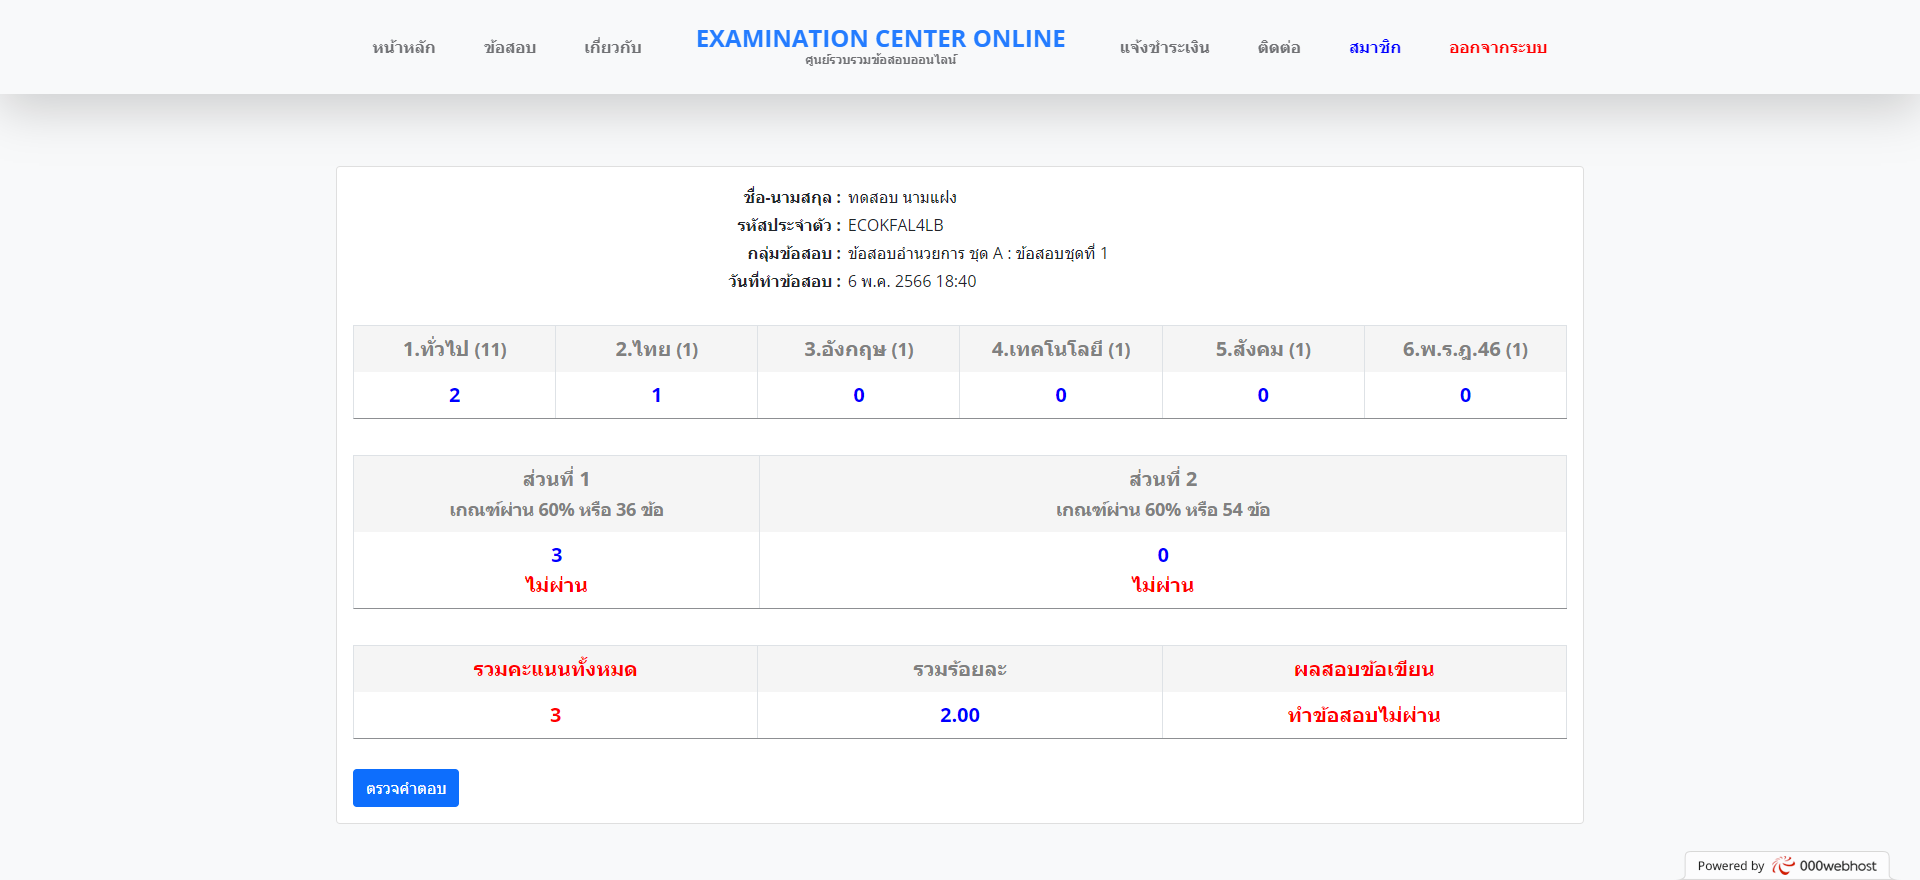 หน้าหลัก ข้อสอบ เกี่ยวกับ EXAMINATION CENTER ONLINE แจ้งชำระเงิน ติดต่อ สมาชิก ออกจากระบบ
ศูนย์รวบรวมข้อสอบออนไลน์
ชื่อ-นามสกุล : ทดสอบ นามแฝง
รหัสประจำตัว : ECOKFAL4LB
กลุ่มข้อสอบ : ข้อสอบอำนวยการ ชุด A : ข้อสอบชุดที่ 1
วันที่ทำข้อสอบ : 6 พ.ค. 2566 18:40
1.ทั่วไป (11) 2.ไทย (1) 3.อังกฤษ (1) 4.เทคโนโลยี (1) 5.สังคม (1) 6.พ.ร.ฎ.46 (1)
2 1 0 0 0 0
ส่วนที่ 1 ส่วนที่ 2
เกณฑ์ผ่าน 60% หรือ 36 ข้อ เกณฑ์ผ่าน 60% หรือ 54 ข้อ
3 0
ไม่ผ่าน ไม่ผ่าน
รวมคะแนนทั้งหมด รวมร้อยละ ผลสอบข้อเขียน
3 2.00 ทำข้อสอบไม่ผ่าน
ตรวจคำตอบ
Powered by 000webhost